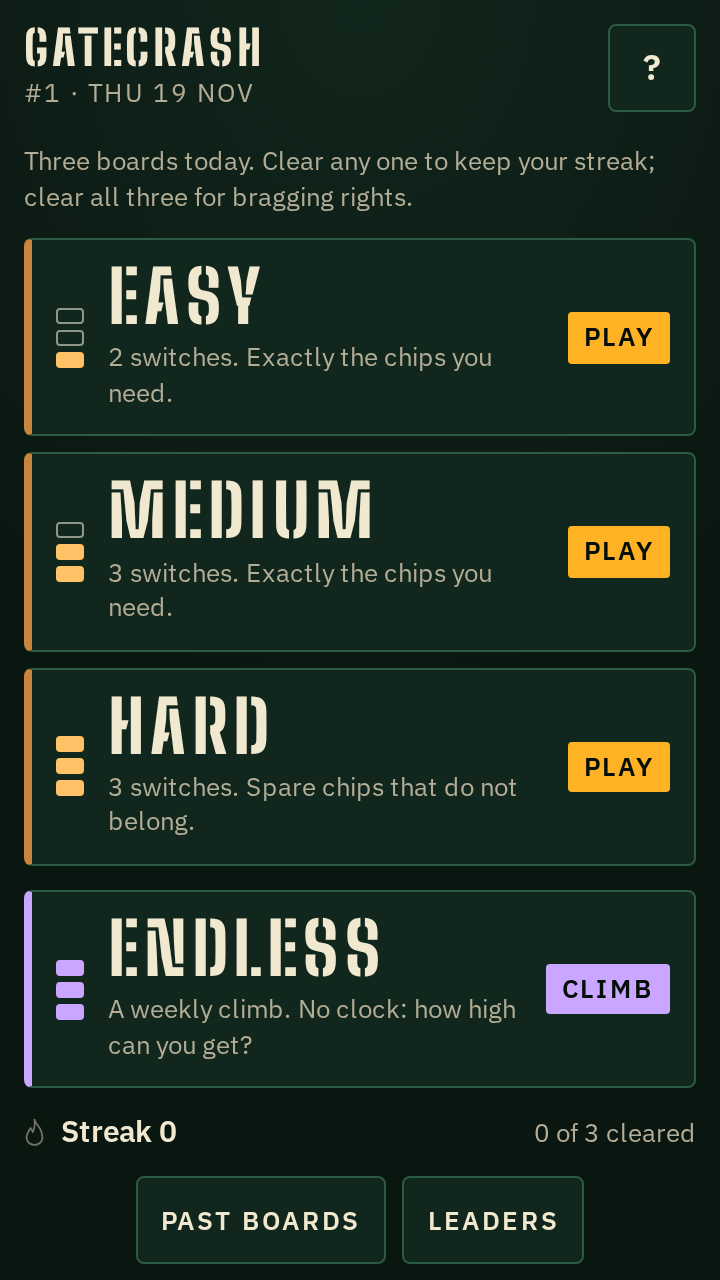 GATECRASH
#1 · THU 19 NOV
?
Three boards today. Clear any one to keep your streak;
clear all three for bragging rights.
EASY
2 switches. Exactly the chips you
need.
PLAY
MEDIUM
3 switches. Exactly the chips you
need.
PLAY
HARD
3 switches. Spare chips that do not
belong.
PLAY
ENDLESS
A weekly climb. No clock: how high
can you get?
CLIMB
Streak 0
0 of 3 cleared
PAST BOARDS
LEADERS